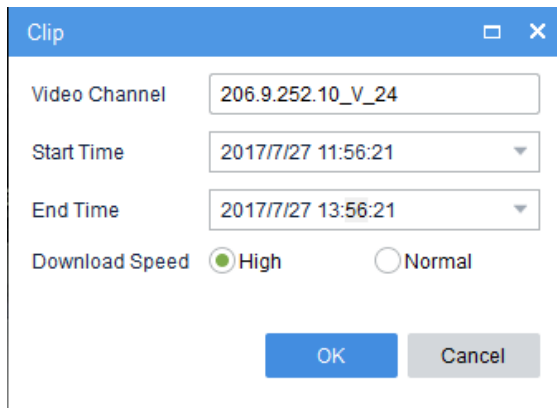 Clip
Video Channel 206.9.252.10_V_24
Start Time 2017/7/27 11:56:21
End Time 2017/7/27 13:56:21
Download Speed High Normal
OK Cancel